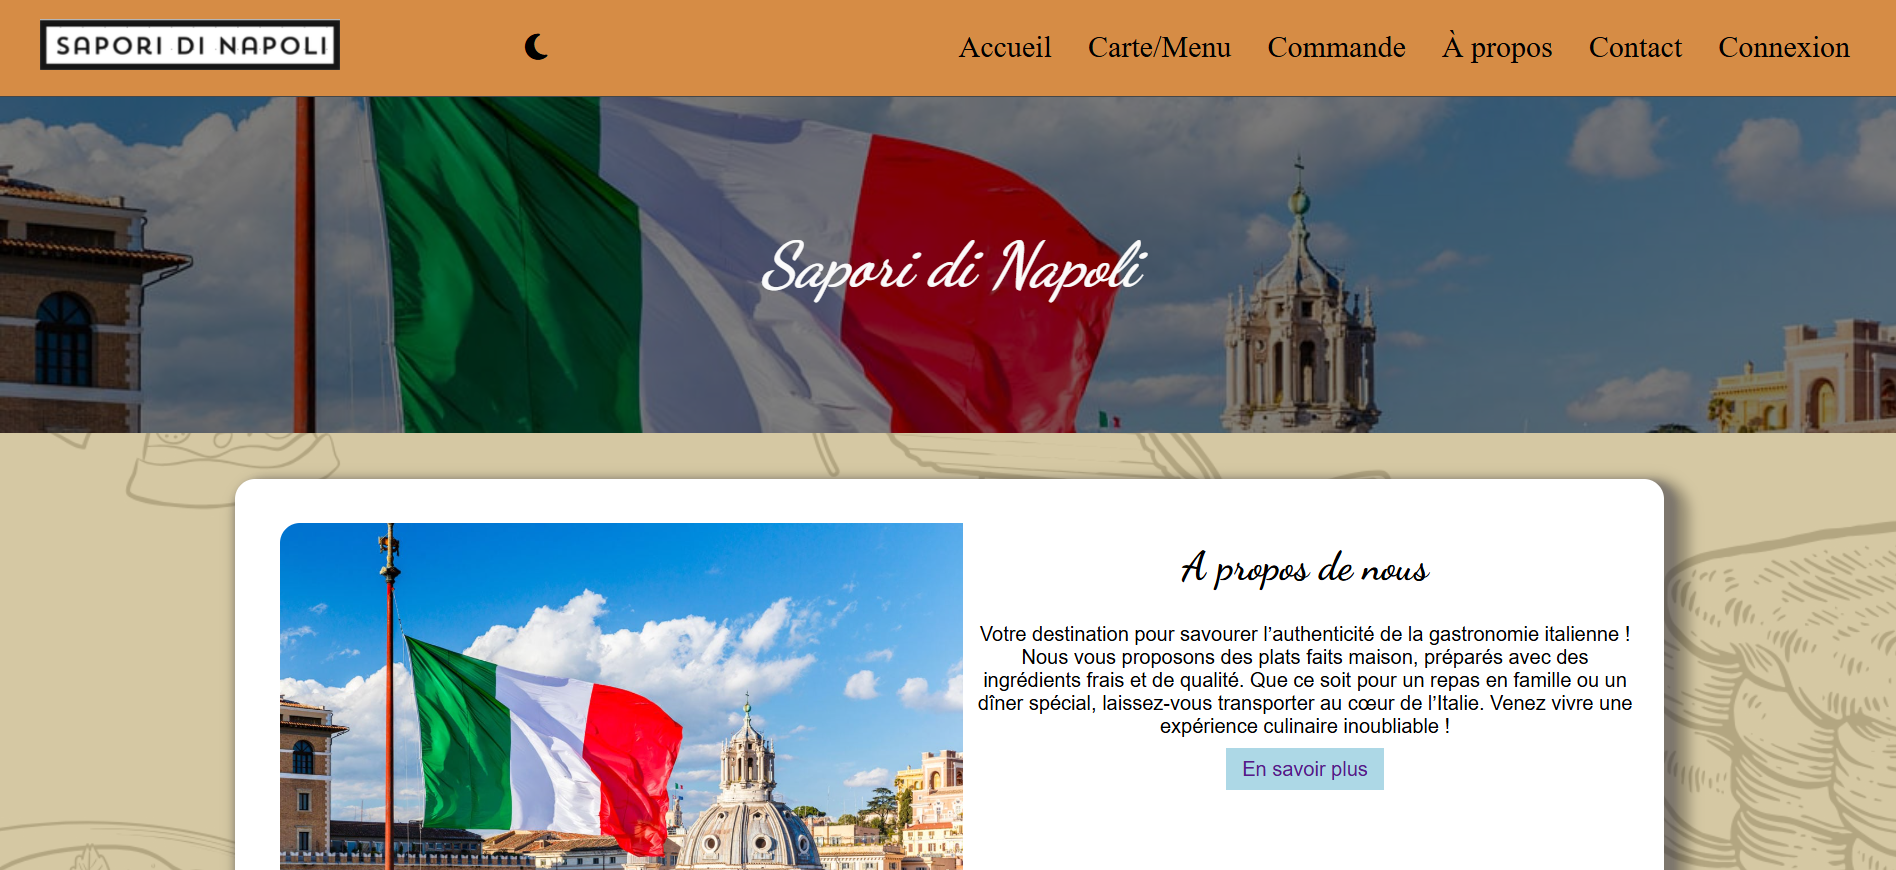 SAPORI DI NAPOLI
Accueil Carte/Menu Commande À propos Contact Connexion
Sapori di Napoli
A propos de nous
Votre destination pour savourer l’authenticité de la gastronomie italienne !
Nous vous proposons des plats faits maison, préparés avec des
ingrédients frais et de qualité. Que ce soit pour un repas en famille ou un
dîner spécial, laissez-vous transporter au cœur de l’Italie. Venez vivre une
expérience culinaire inoubliable !
En savoir plus